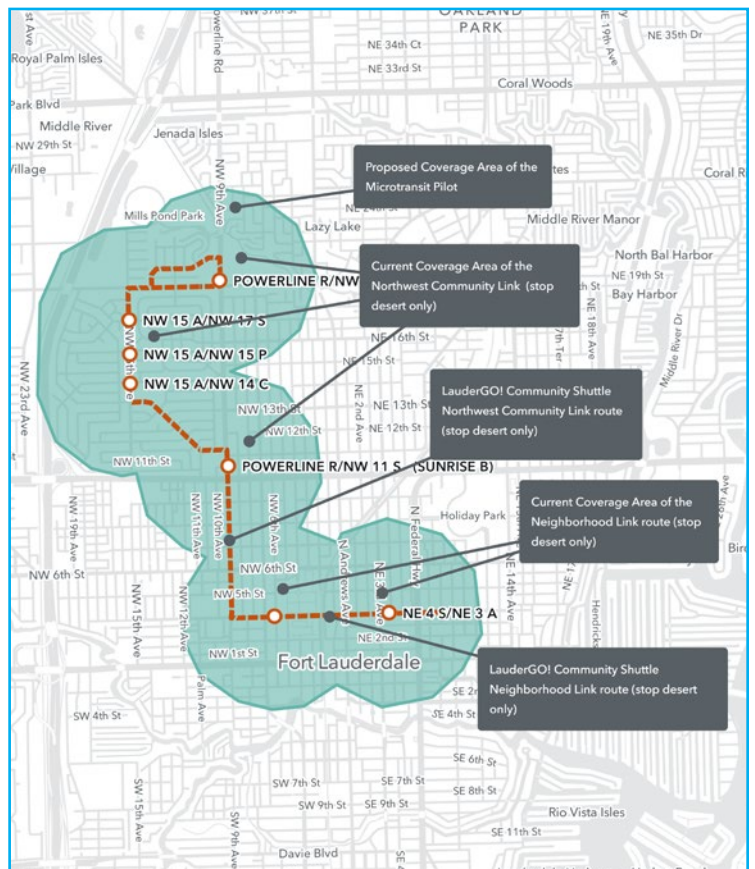 OAKLAND
PARK
NE 34th Ct
NE 33rd St
NE 35th Dr
NE 19th Ave
Powerline Rd
Royal Palm Isles
Coral Woods
Park Blvd
Middle River
NW 29th St
Jenada Isles
Proposed Coverage Area of the
Microtransit Pilot
NW 9th Ave
Mills Pond Park
Lazy Lake
Middle River Manor
Current Coverage Area of the
Northwest Community Link (stop
desert only)
North Bal Harbor
NE 19th St
Bay Harbor
POWERLINE R/NW
NW 15 A/NW 17 S
NW 15 A/NW 15 P
NW 15 A/NW 14 C
NE 16th St
NE 15th St
NE 18th Ave
Middle River Dr
NW 23rd Ave
NE 2nd Ave
LauderGO! Community Shuttle
Northwest Community Link route
(stop desert only)
NW 13th St
NE 13th St
NW 12th St
NE 12th St
NW 11th St
POWERLINE R/NW 11 S (SUNRISE B)
NW 19th Ave
NW 11th Ave
NW 10th Ave
N Federal Hwy
Holiday Park
Current Coverage Area of the
Neighborhood Link route (stop
desert only)
NW 6th St
NW 6th St
N Andrews Ave
NE 14th Ave
NW 5th St
NW 15th Ave
NW 12th Ave
NE 4 S/NE 3 A
NW 1st St
Fort Lauderdale
LauderGO! Community Shuttle
Neighborhood Link route (stop desert
only)
Palm Ave
SW 4th St
SE 4th St
SE 6th St
SW 7th St
SE 7th St
SE 8th St
SW 9th St
SE 9th St
SW 15th Ave
SW 9th Ave
Rio Vista Isles
SE 11th St
Davie Blvd